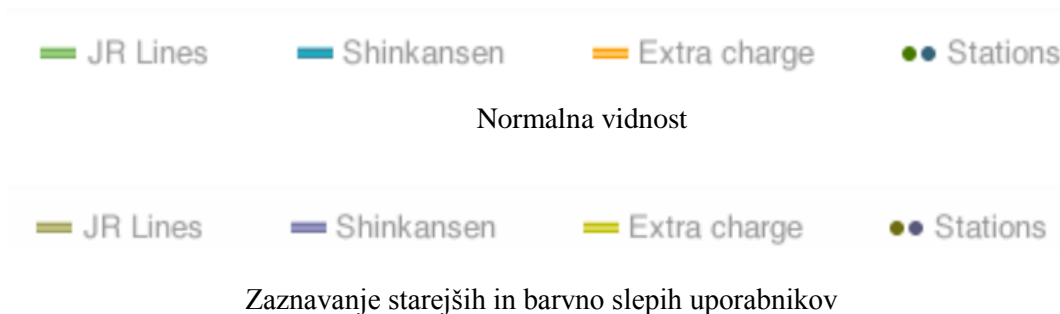 JR Lines Shinkansen Extra charge Stations
Normalna vidnost
JR Lines Shinkansen Extra charge Stations
Zaznavanje starejših in barvno slepih uporabnikov